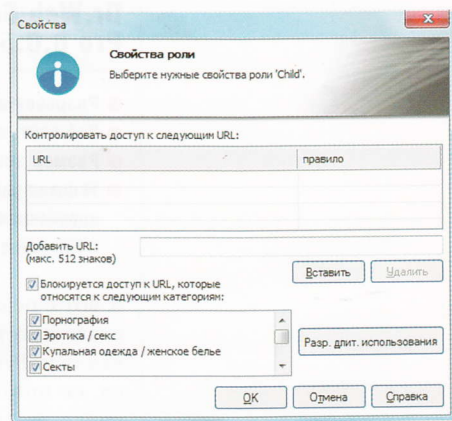 Свойства
Свойства роли
Выберите нужные свойства роли 'Child'.
Контролировать доступ к следующим URL:
URL правило
Добавить URL:
(макс. 512 знаков)
Вставить Удалить
Блокируется доступ к URL, которые
относятся к следующим категориям:
Порнография
Эротика / секс
Купальная одежда / женское белье
Секты
Разр. длит. использования
OK Отмена Справка